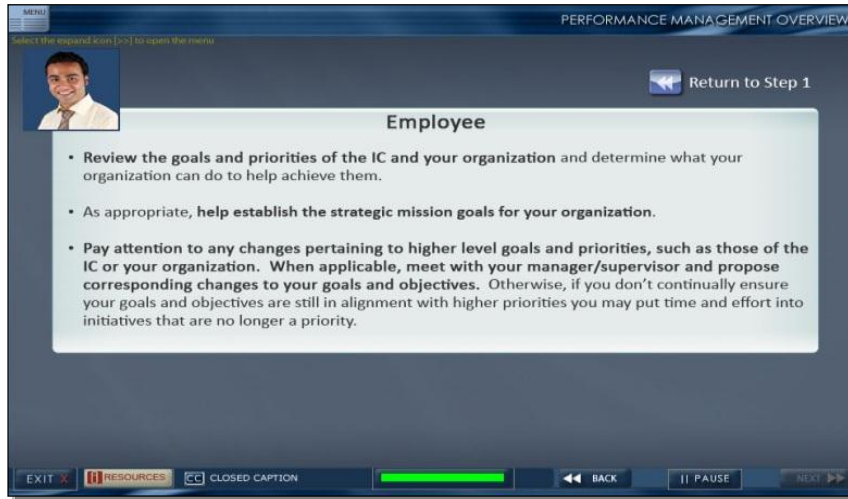 MENU
PERFORMANCE MANAGEMENT OVERVIEW
Select the expand icon [>>] to open the menu
Return to Step 1
Employee
• Review the goals and priorities of the IC and your organization and determine what your
organization can do to help achieve them.
• As appropriate, help establish the strategic mission goals for your organization.
• Pay attention to any changes pertaining to higher level goals and priorities, such as those of the
IC or your organization. When applicable, meet with your manager/supervisor and propose
corresponding changes to your goals and objectives. Otherwise, if you don't continually ensure
your goals and objectives are still in alignment with higher priorities you may put time and effort into
initiatives that are no longer a priority.
EXIT X RESOURCES CC CLOSED CAPTION BACK || PAUSE NEXT